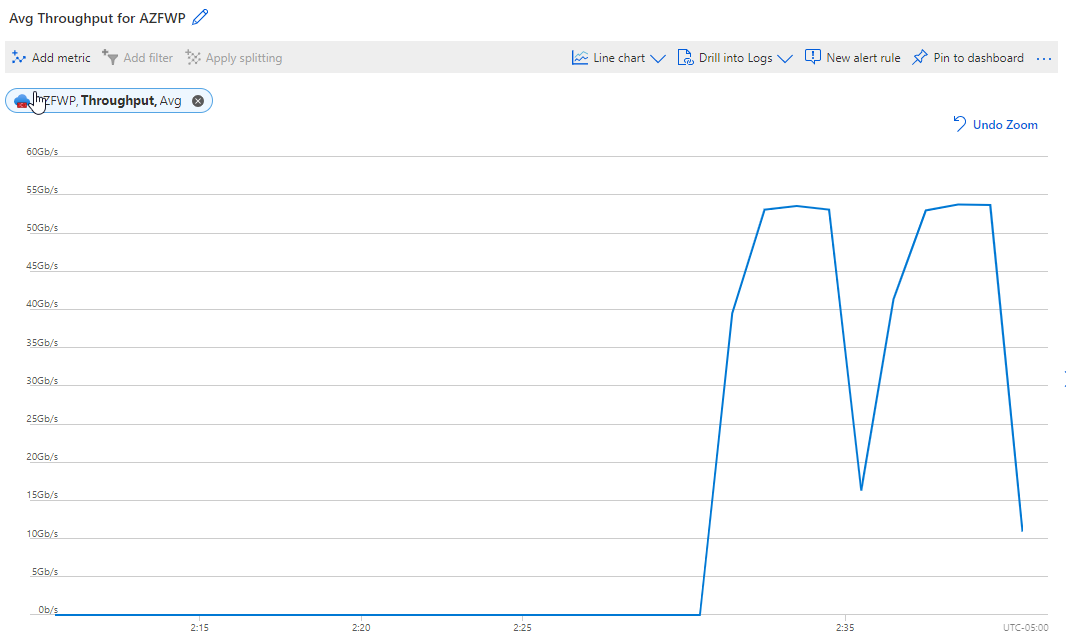 Avg Throughput for AZFWP
Add metric Add filter Apply splitting Line chart Drill into Logs New alert rule Pin to dashboard ...
ZFWP, Throughput, Avg
Undo Zoom
60Gb/s
55Gb/s
50Gb/s
45Gb/s
40Gb/s
35Gb/s
30Gb/s
25Gb/s
20Gb/s
15Gb/s
10Gb/s
5Gb/s
0b/s
2:15 2:20 2:25 2:35 UTC-05:00